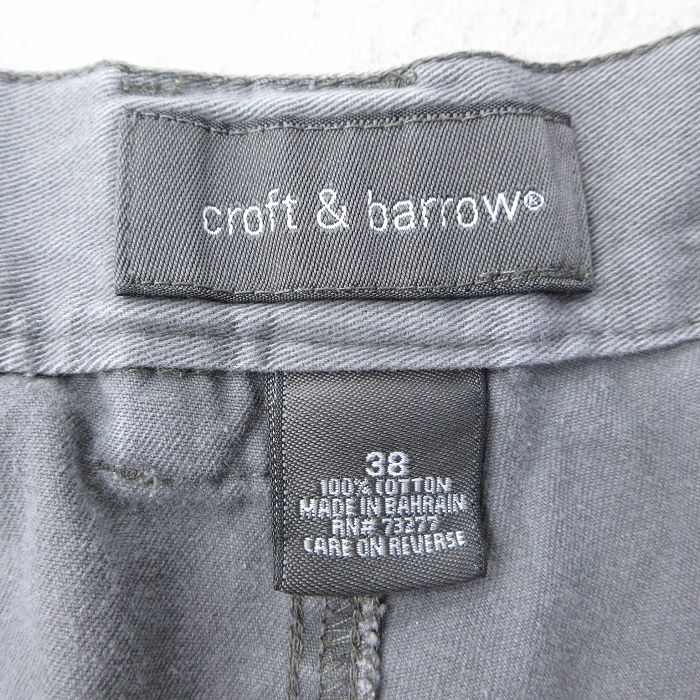 croft & barrow®
38
100% COTTON
MADE IN BAHRAIN
RN# 73277
CARE ON REVERSE